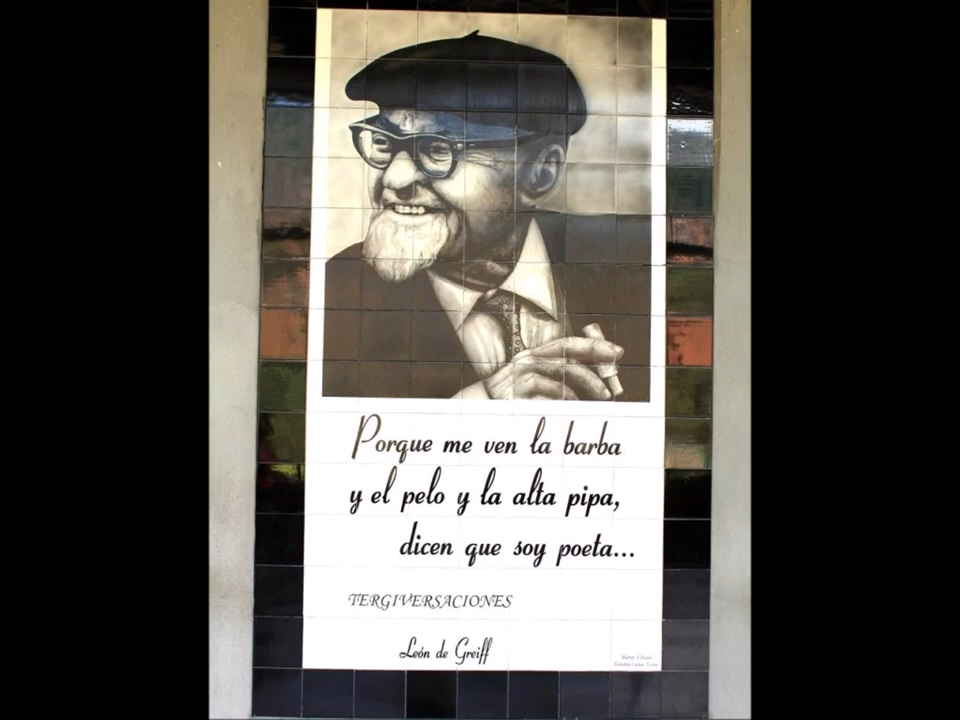 Porque me ven la barba
y el pelo y la alta pipa,
dicen que soy poeta...
TERGIVERSACIONES
León de Greiff